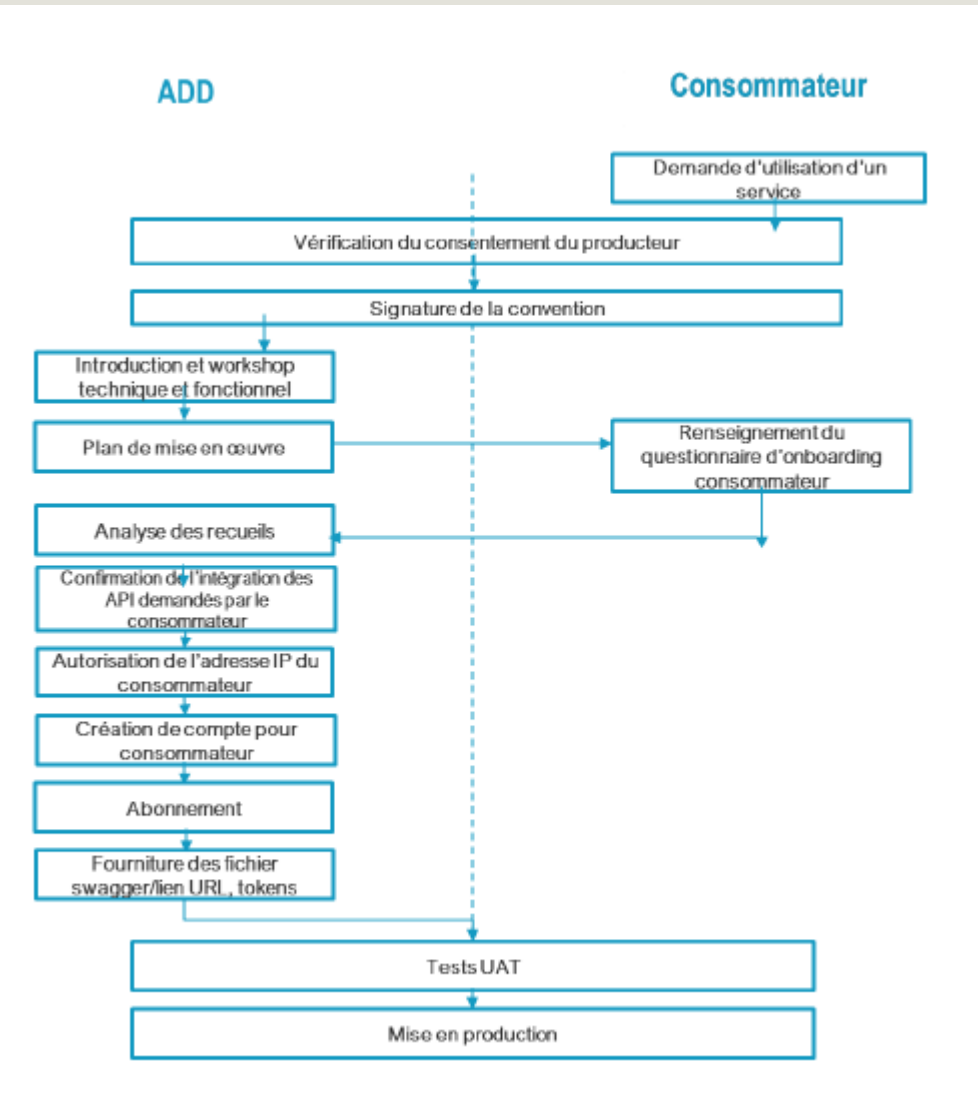 ADD
Consommateur
Demande d'utilisation d'un
service
Vérification du consentement du producteur
Signature de la convention
Introduction et workshop
technique et fonctionnel
Plan de mise en œuvre
Renseignement du
questionnaire d'onboarding
consommateur
Analyse des recueils
Confirmation de l'intégration des
API demandés par le
consommateur
Autorisation de l'adresse IP du
consommateur
Création de compte pour
consommateur
Abonnement
Fourniture des fichier
swagger/lien URL, tokens
Tests UAT
Mise en production